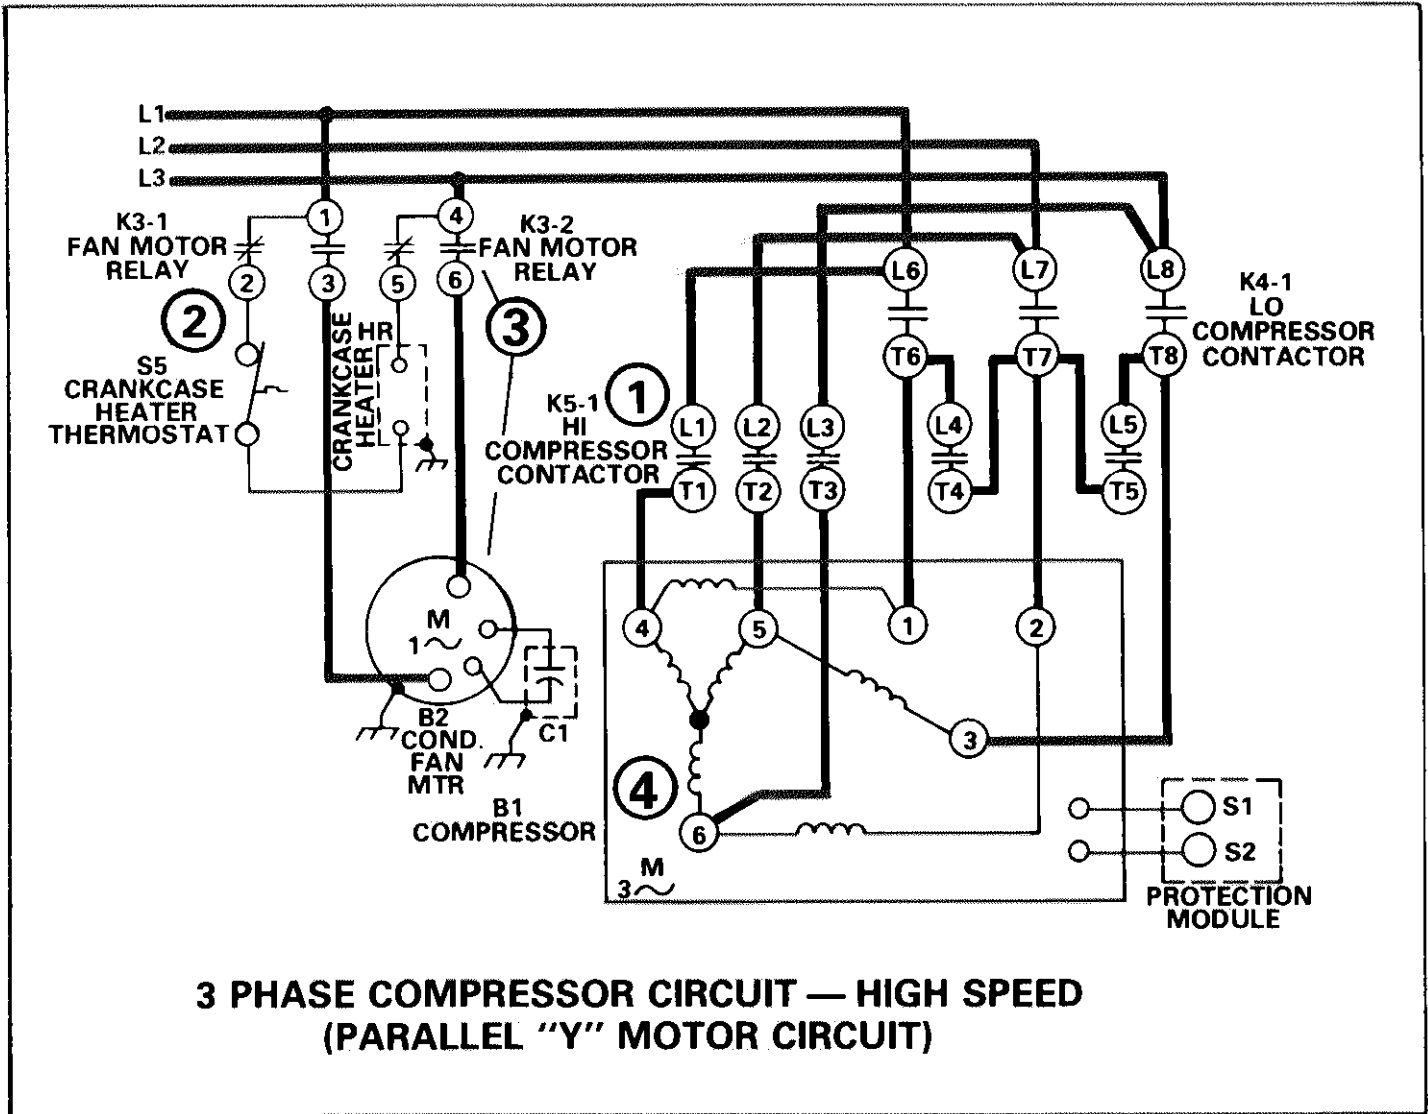 L1
L2
L3
K3-1
FAN MOTOR
RELAY
1
2
3
4
5
6
K3-2
FAN MOTOR
RELAY
2
3
S5
CRANKCASE
HEATER
THERMOSTAT
CRANKCASE
HEATER
HR
L6
L7
L8
K4-1
LO
COMPRESSOR
CONTACTOR
T6
T7
T8
1
K5-1
HI
COMPRESSOR
CONTACTOR
L1
L2
L3
L4
L5
T1
T2
T3
T4
T5
M
1
B2
COND.
FAN
MTR
C1
4
5
1
2
3
6
4
B1
COMPRESSOR
M
3
S1
S2
PROTECTION
MODULE
3 PHASE COMPRESSOR CIRCUIT — HIGH SPEED
(PARALLEL "Y" MOTOR CIRCUIT)